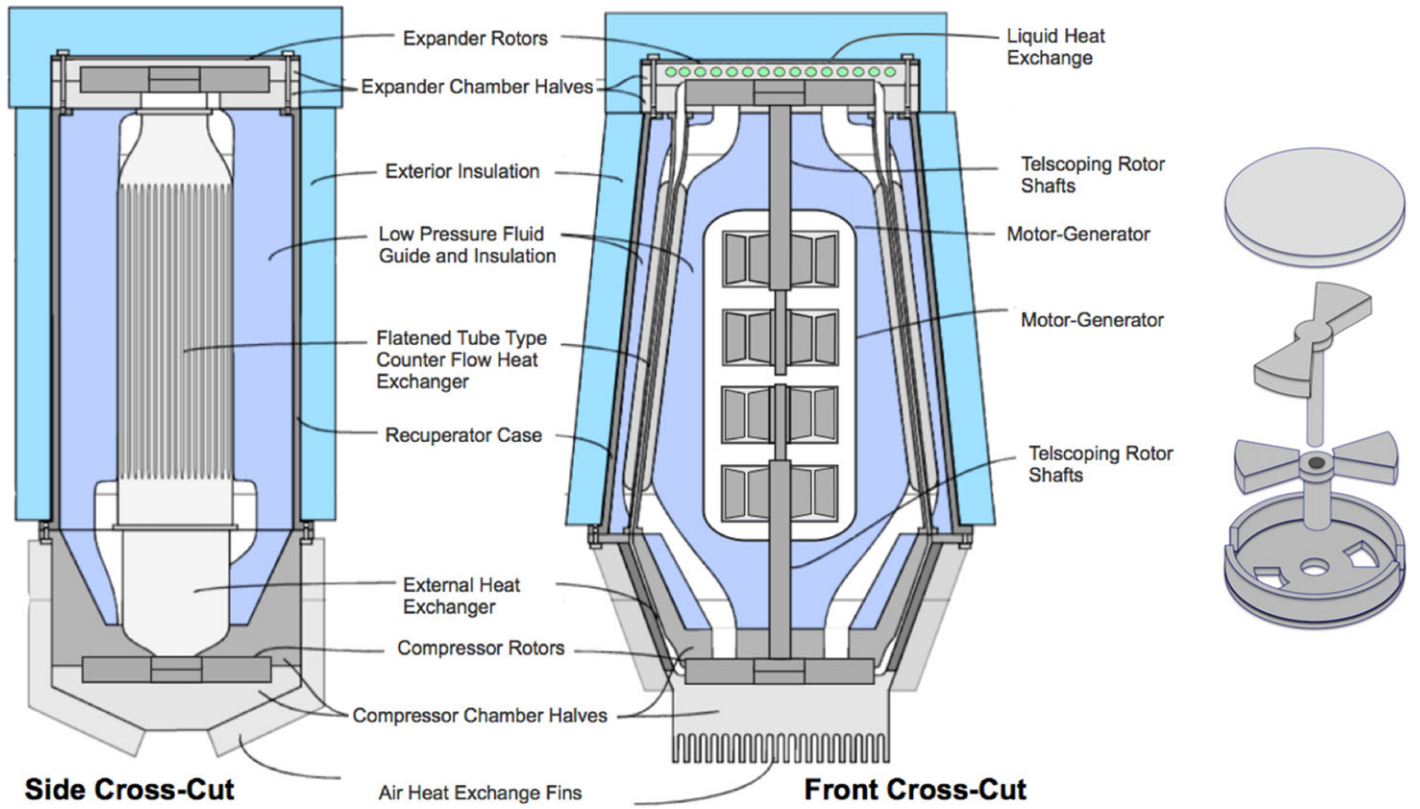 Expander Rotors
Expander Chamber Halves
Exterior Insulation
Low Pressure Fluid
Guide and Insulation
Flatened Tube Type
Counter Flow Heat
Exchanger
Recuperator Case
External Heat
Exchanger
Compressor Rotors
Compressor Chamber Halves
Air Heat Exchange Fins
Liquid Heat
Exchange
Telscoping Rotor
Shafts
Motor-Generator
Motor-Generator
Telscoping Rotor
Shafts
Side Cross-Cut
Front Cross-Cut